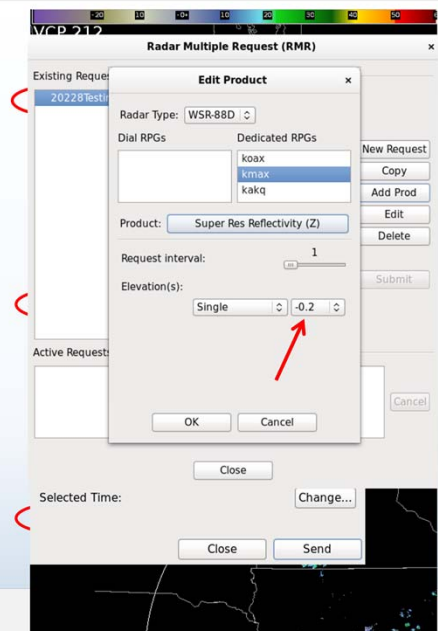 -20 10 -0+ 10 20 30 40 50
VCP 212
Radar Multiple Request (RMR) ×
Existing Reques
20228Testin
Edit Product ×
Radar Type: WSR-88D
Dial RPGs Dedicated RPGs
koax
kmax
kakq
Product: Super Res Reflectivity (Z)
Request interval: 1
Elevation(s):
Single -0.2
OK Cancel
New Request
Copy
Add Prod
Edit
Delete
Submit
Active Requests
Cancel
Close
Selected Time: Change...
Close Send